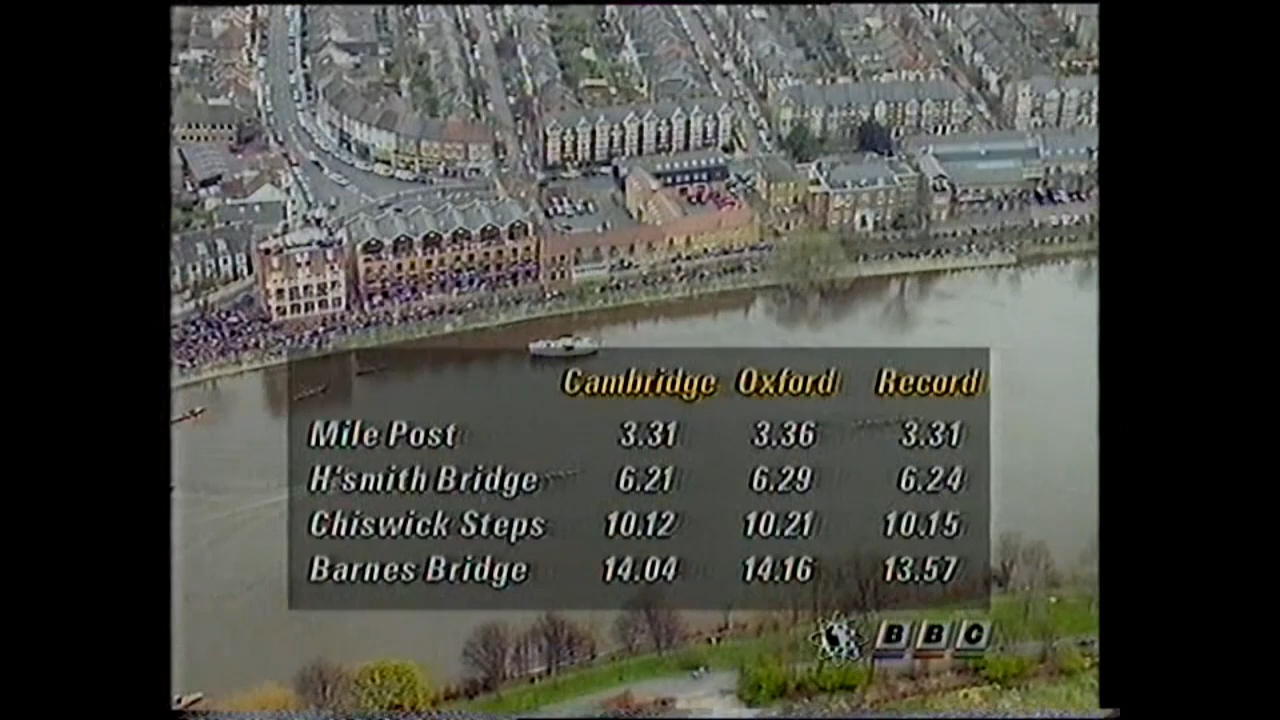 Cambridge Oxford Record
Mile Post 3.31 3.36 3.31
H'smith Bridge 6.21 6.29 6.24
Chiswick Steps 10.12 10.21 10.15
Barnes Bridge 14.04 14.16 13.57
BBC